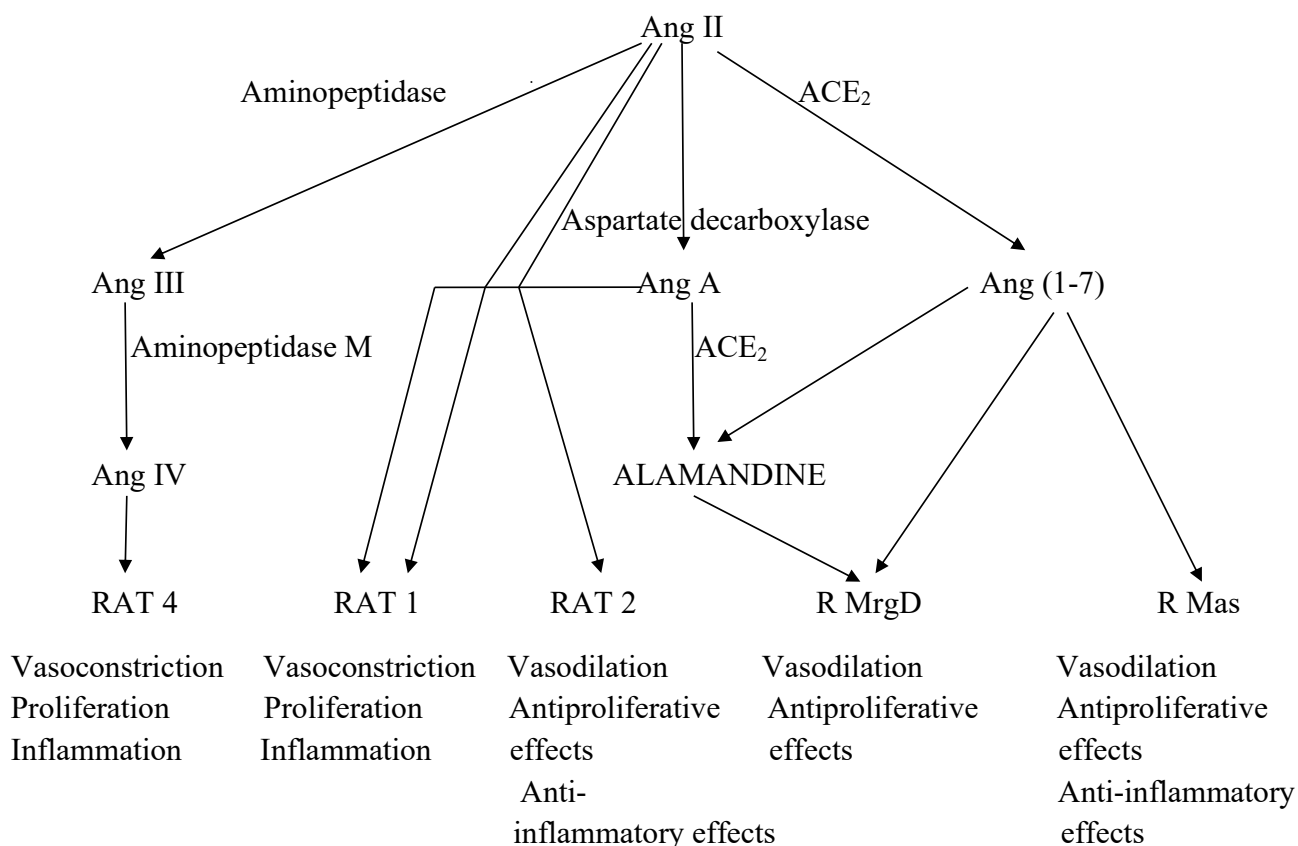 Ang II
Aminopeptidase
ACE₂
Aspartate decarboxylase
Ang III
Ang A
Ang (1-7)
Aminopeptidase M
ACE₂
Ang IV
ALAMANDINE
RAT 4
RAT 1
RAT 2
R MrgD
R Mas
Vasoconstriction
Proliferation
Inflammation
Vasoconstriction
Proliferation
Inflammation
Vasodilation
Antiproliferative
effects
Anti-
inflammatory effects
Vasodilation
Antiproliferative
effects
Vasodilation
Antiproliferative
effects
Anti-inflammatory
effects